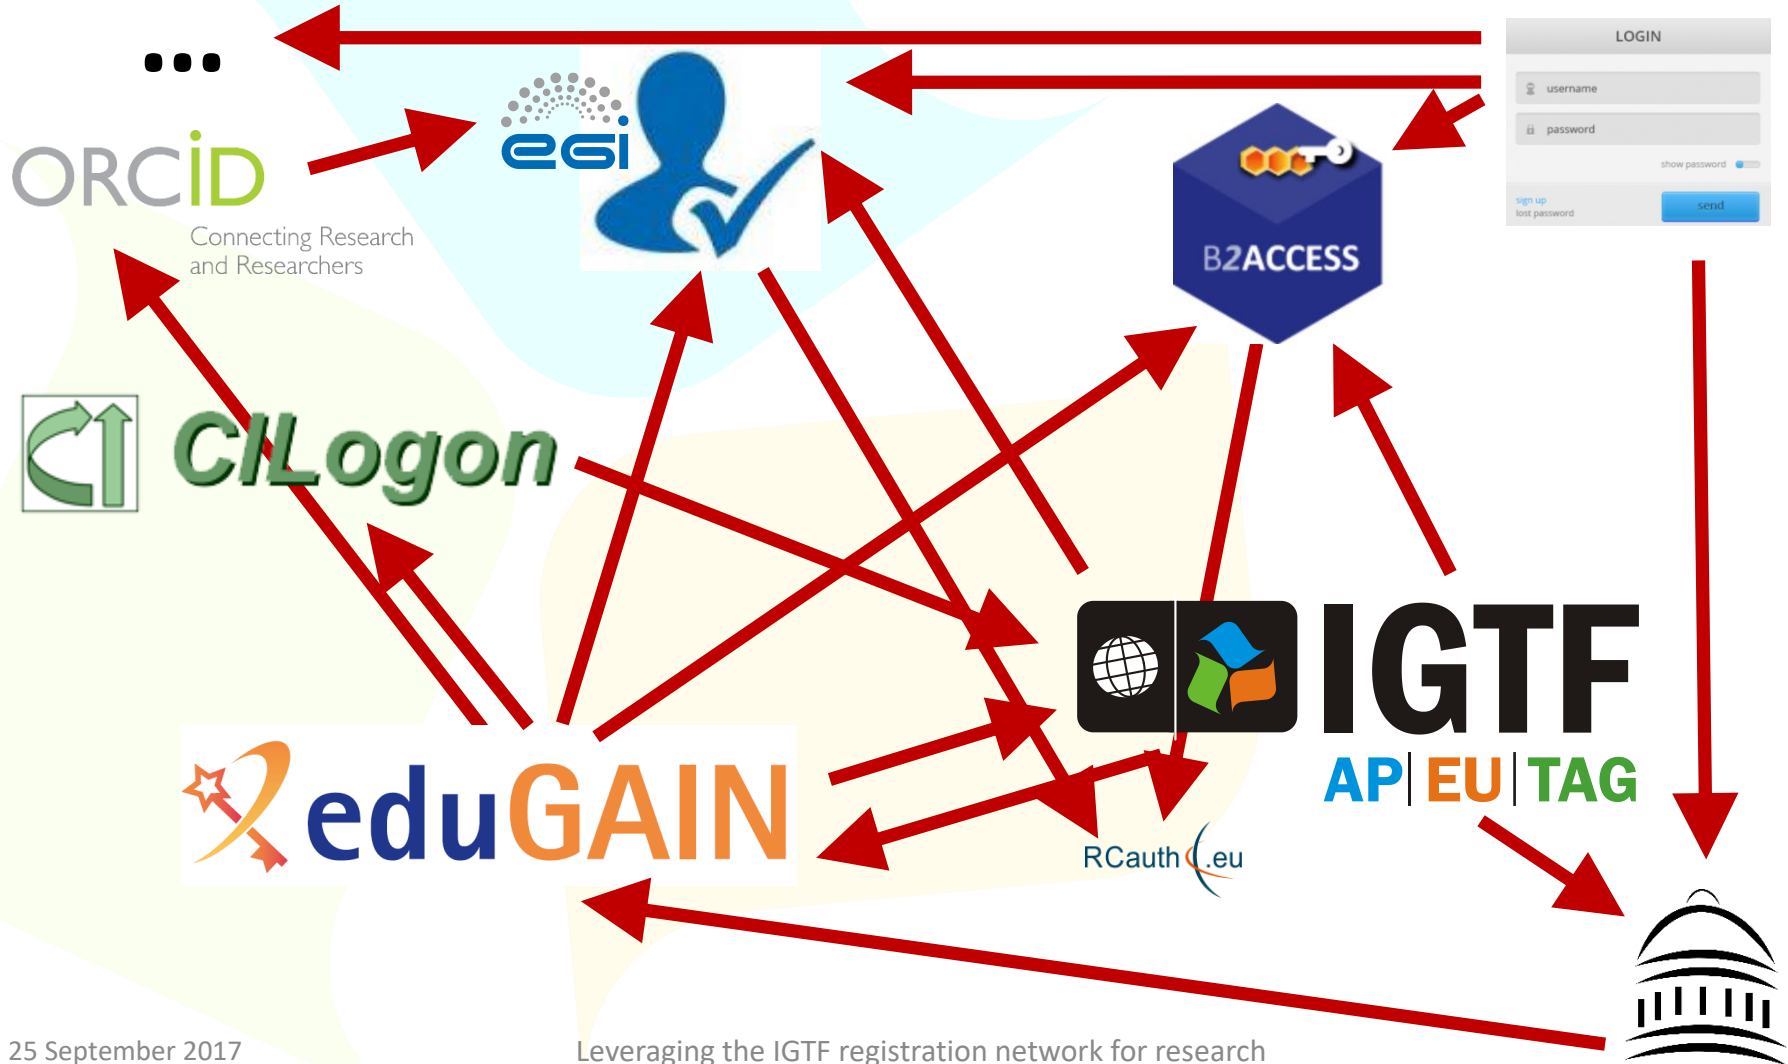 ...
LOGIN
username
password
show password
sign up
lost password
send
ORCiD
Connecting Research
and Researchers
egi
B2ACCESS
CILogon
IGTF
AP|EU|TAG
eduGAIN
RCauth.eu
25 September 2017
Leveraging the IGTF registration network for research